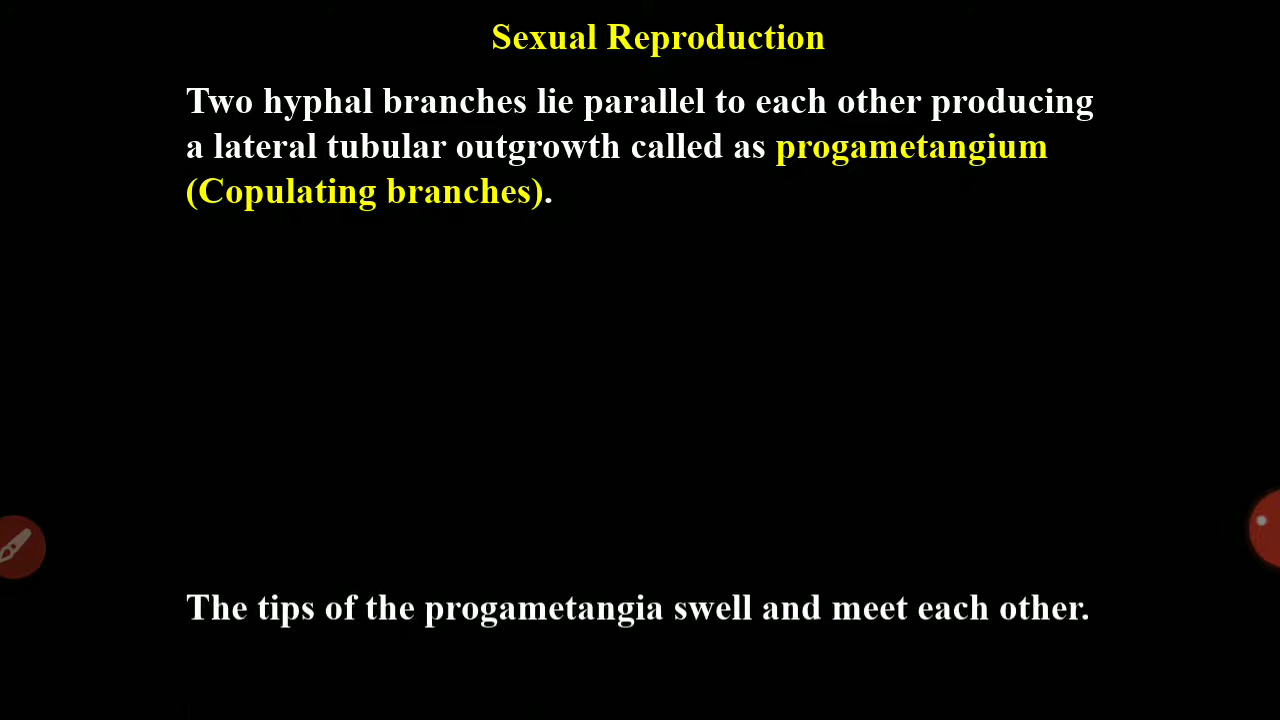 Sexual Reproduction
Two hyphal branches lie parallel to each other producing
a lateral tubular outgrowth called as progametangium
(Copulating branches).
The tips of the progametangia swell and meet each other.